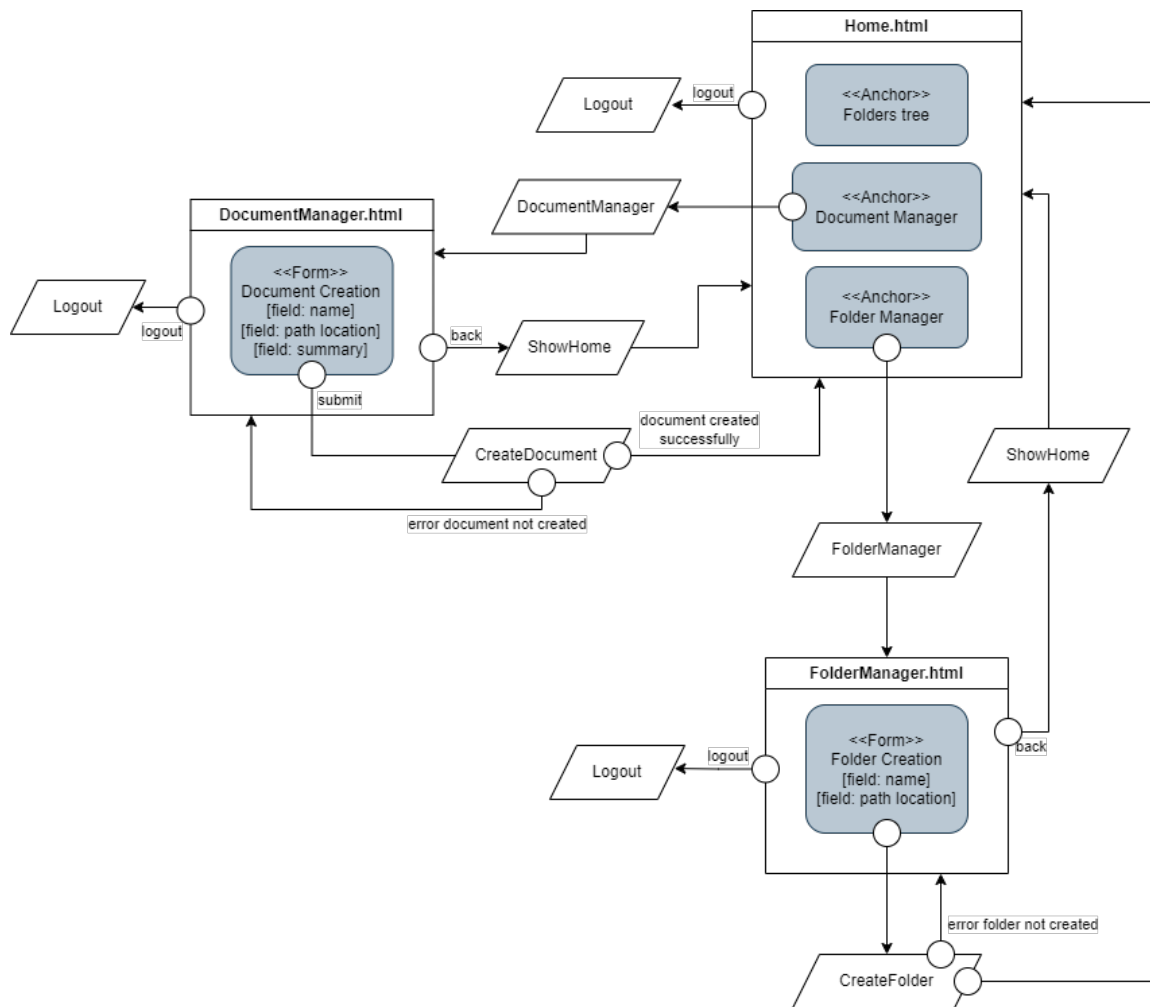 Home.html
<<Anchor>>
Folders tree
logout
Logout
<<Anchor>>
Document Manager
DocumentManager
DocumentManager.html
<<Form>>
Document Creation
[field: name]
[field: path location]
[field: summary]
Logout
logout
<<Anchor>>
Folder Manager
back
ShowHome
submit
document created
successfully
CreateDocument
error document not created
ShowHome
FolderManager
FolderManager.html
<<Form>>
Folder Creation
[field: name]
[field: path location]
back
logout
Logout
error folder not created
CreateFolder